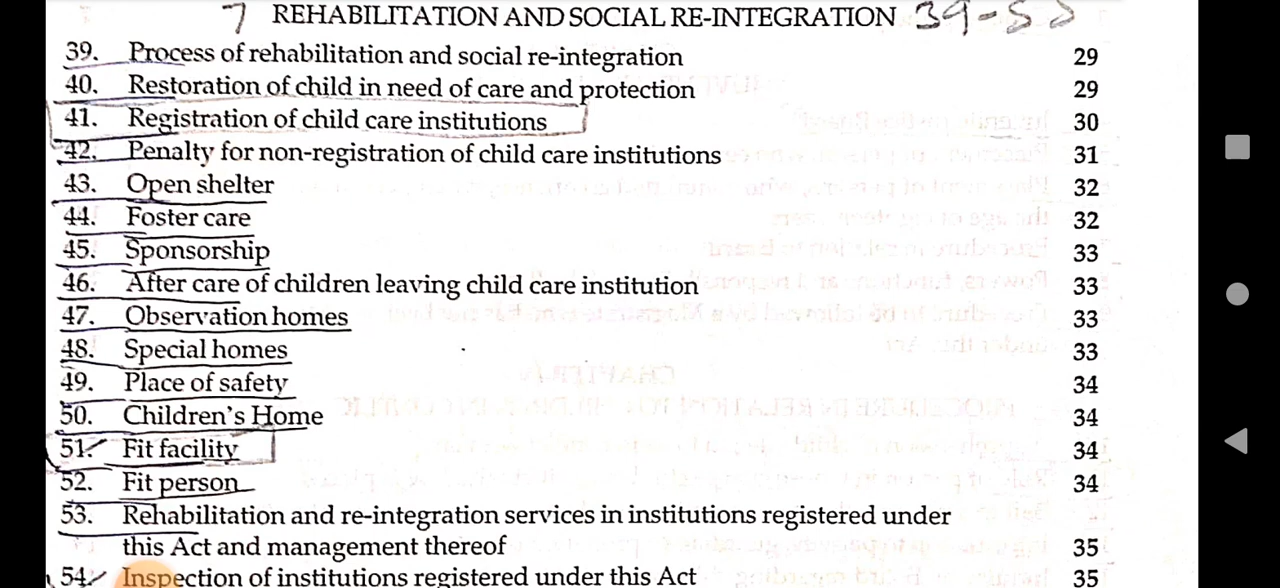 7 REHABILITATION AND SOCIAL RE-INTEGRATION 39-55
39. Process of rehabilitation and social re-integration 29
40. Restoration of child in need of care and protection 29
41. Registration of child care institutions 30
42. Penalty for non-registration of child care institutions 31
43. Open shelter 32
44. Foster care 32
45. Sponsorship 33
46. After care of children leaving child care institution 33
47. Observation homes 33
48. Special homes 33
49. Place of safety 34
50. Children's Home 34
51. Fit facility 34
52. Fit person 34
53. Rehabilitation and re-integration services in institutions registered under
this Act and management thereof 35
54. Inspection of institutions registered under this Act 35